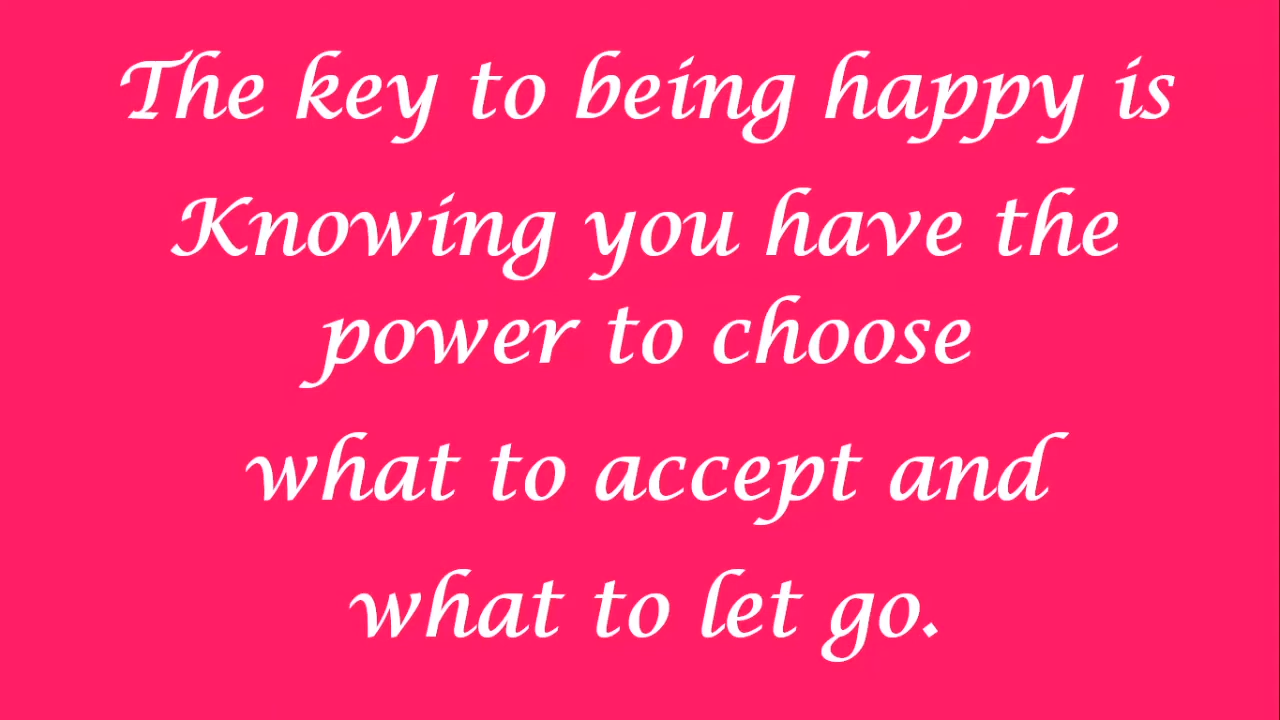 The key to being happy is
Knowing you have the
power to choose
what to accept and
what to let go.